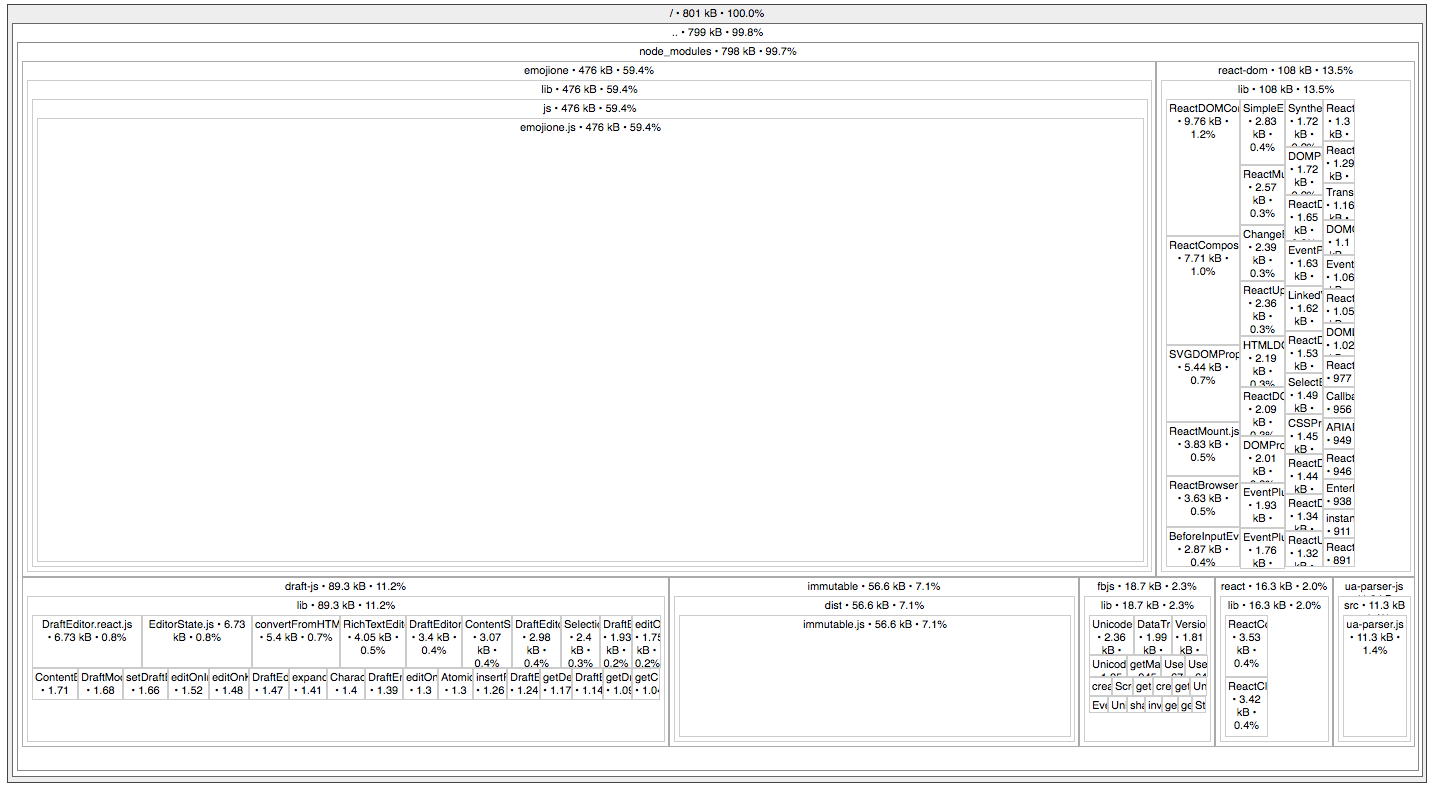 / • 801 kB • 100.0%
.. • 799 kB • 99.8%
node_modules • 798 kB • 99.7%
emojione • 476 kB • 59.4%
lib • 476 kB • 59.4%
js • 476 kB • 59.4%
emojione.js • 476 kB • 59.4%
react-dom • 108 kB • 13.5%
lib • 108 kB • 13.5%
ReactDOMCo
• 9.76 kB •
1.2%
ReactCompos
• 7.71 kB •
1.0%
SVGDOMProp
• 5.44 kB •
0.7%
ReactMount.js
• 3.83 kB •
0.5%
ReactBrowser
• 3.63 kB •
0.5%
BeforeInputEv
• 2.87 kB •
0.4%
SimpleE
• 2.83
kB •
0.4%
ReactMu
• 2.57
kB •
0.3%
ChangeE
• 2.39
kB •
0.3%
ReactUp
• 2.36
kB •
0.3%
HTMLDO
• 2.19
kB •
0.3%
ReactDO
• 2.09
kB •
DOMPro
• 2.01
kB •
EventPlu
• 1.93
kB •
EventPlu
• 1.76
kB •
Synthe
• 1.72
kB •
DOMP
• 1.72
kB •
ReactD
• 1.65
kB •
EventP
• 1.63
kB •
Linked
• 1.62
kB •
ReactD
• 1.53
kB •
SelectE
• 1.49
kB •
CSSPr
• 1.45
kB •
ReactD
• 1.44
kB •
ReactD
• 1.34
kB •
ReactU
• 1.32
kB •
React
• 1.3
kB •
React
• 1.29
kB •
Trans
• 1.16
kB •
DOMC
• 1.1
Event
• 1.06
React
• 1.05
DOML
• 1.02
React
• 977
Callba
• 956
ARIAI
• 949
React
• 946
Enterl
• 938
instar
• 911
React
• 891
draft-js • 89.3 kB • 11.2%
lib • 89.3 kB • 11.2%
DraftEditor.react.js
• 6.73 kB • 0.8%
EditorState.js • 6.73
kB • 0.8%
convertFromHTM
• 5.4 kB • 0.7%
RichTextEdit
• 4.05 kB •
0.5%
DraftEditor
• 3.4 kB •
0.4%
ContentS
• 3.07
kB •
0.4%
DraftEdit
• 2.98
kB •
0.4%
Selecti
• 2.4
kB •
0.3%
DraftE
• 1.93
kB •
0.2%
editO
• 1.75
kB •
0.2%
ContentE
• 1.71
DraftMod
• 1.68
setDraftE
• 1.66
editOnIn
• 1.52
editOnK
• 1.48
DraftEd
• 1.47
expand
• 1.41
Charac
• 1.4
DraftEn
• 1.39
editOn
• 1.3
Atomic
• 1.3
insertF
• 1.26
DraftE
• 1.24
getDe
• 1.17
DraftE
• 1.14
getDr
• 1.09
getC
• 1.04
immutable • 56.6 kB • 7.1%
dist • 56.6 kB • 7.1%
immutable.js • 56.6 kB • 7.1%
fbjs • 18.7 kB • 2.3%
lib • 18.7 kB • 2.3%
Unicode
• 2.36
kB •
DataTr
• 1.99
kB •
Versio
• 1.81
kB •
Unicod
getMa
Use
Use
crea
Scr
get
cre
get
Un
Eve
Un
sha
inv
ge
ge
St
react • 16.3 kB • 2.0%
lib • 16.3 kB • 2.0%
ReactCo
• 3.53
kB •
0.4%
ReactCl
• 3.42
kB •
0.4%
ua-parser-js
src • 11.3 kB
ua-parser.js
• 11.3 kB •
1.4%